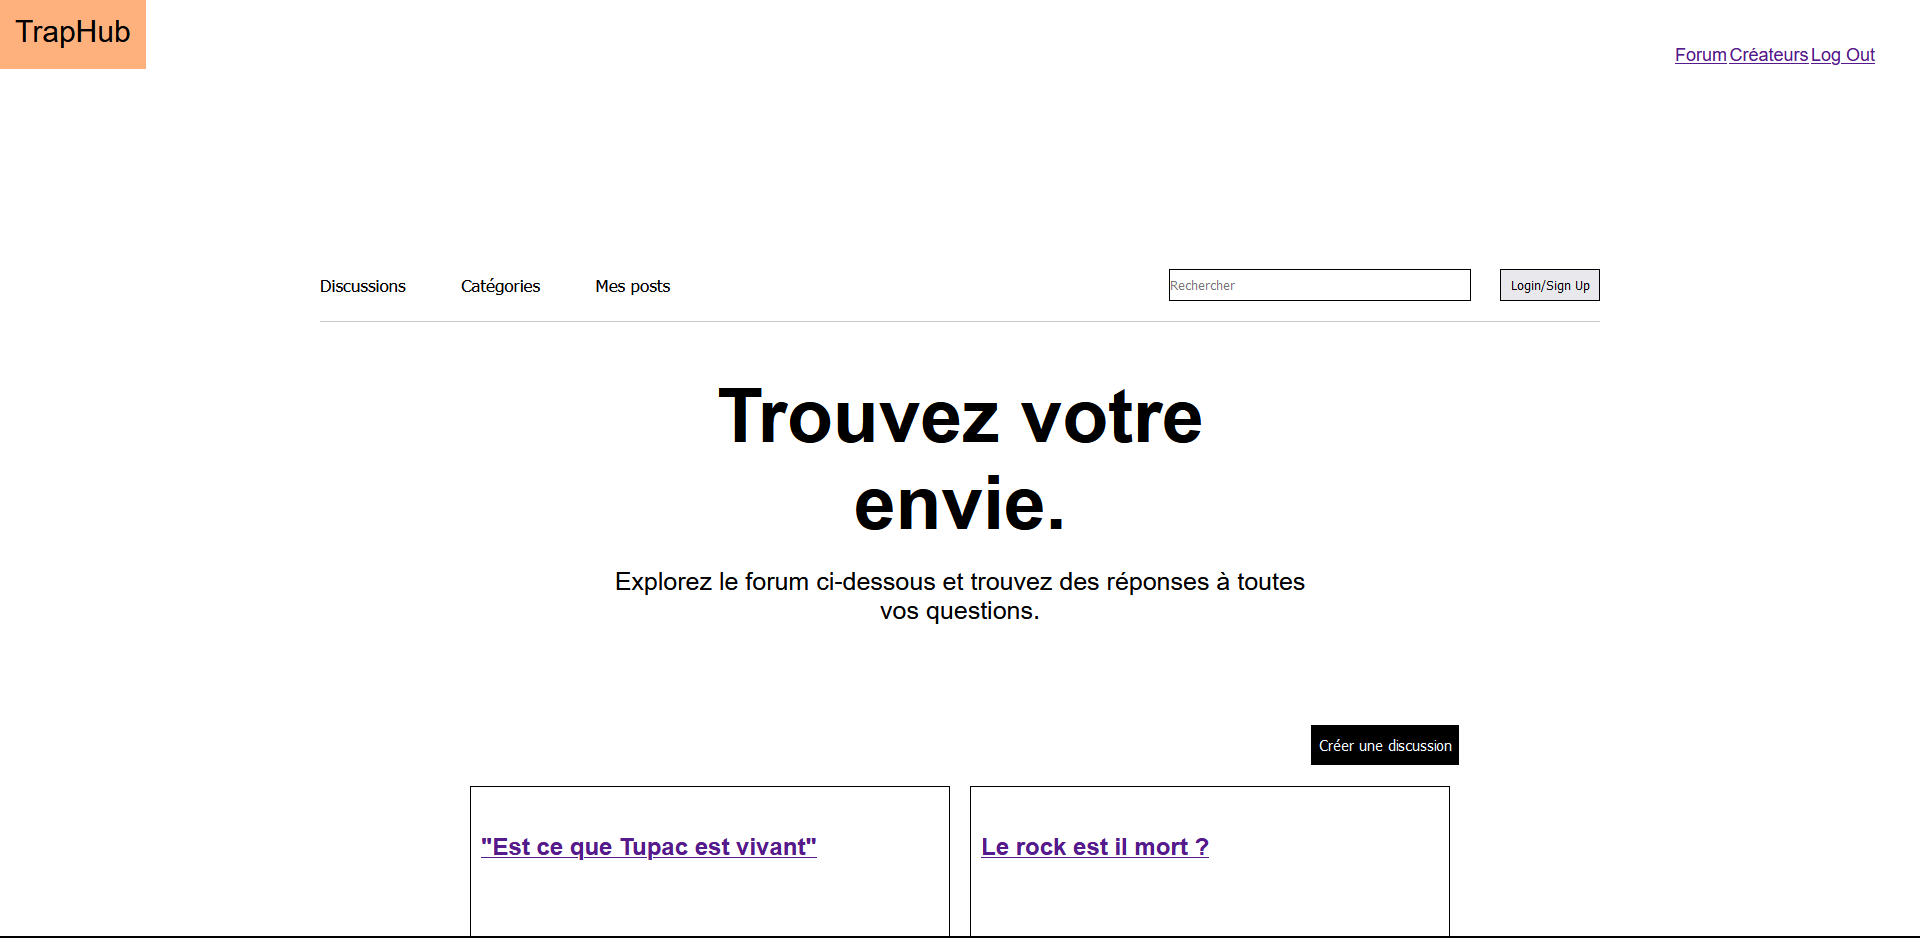 TrapHub
Forum Créateurs Log Out
Discussions Catégories Mes posts Rechercher Login/Sign Up
Trouvez votre
envie.
Explorez le forum ci-dessous et trouvez des réponses à toutes
vos questions.
Créer une discussion
"Est ce que Tupac est vivant"
Le rock est il mort ?